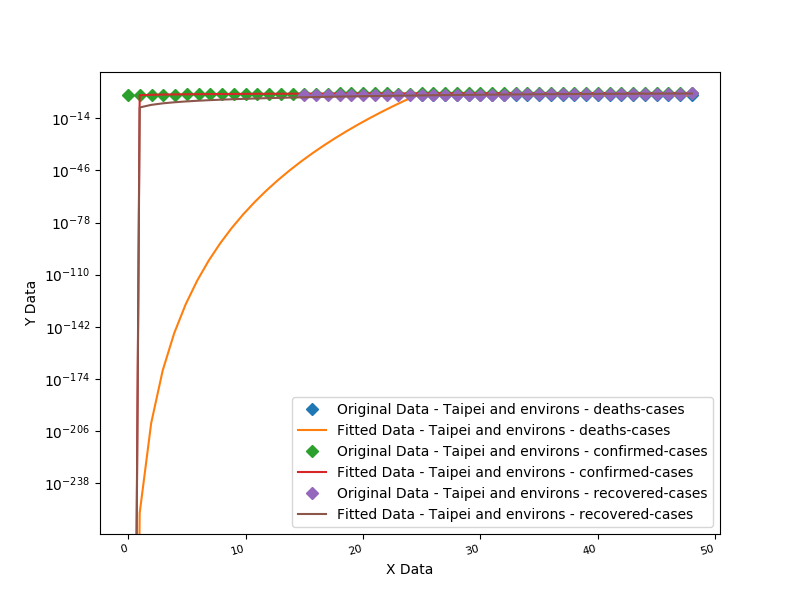 10^-14
10^-46
10^-78
10^-110
10^-142
10^-174
10^-206
10^-238
Y Data
Original Data - Taipei and environs - deaths-cases
Fitted Data - Taipei and environs - deaths-cases
Original Data - Taipei and environs - confirmed-cases
Fitted Data - Taipei and environs - confirmed-cases
Original Data - Taipei and environs - recovered-cases
Fitted Data - Taipei and environs - recovered-cases
0 10 20 30 40 50
X Data